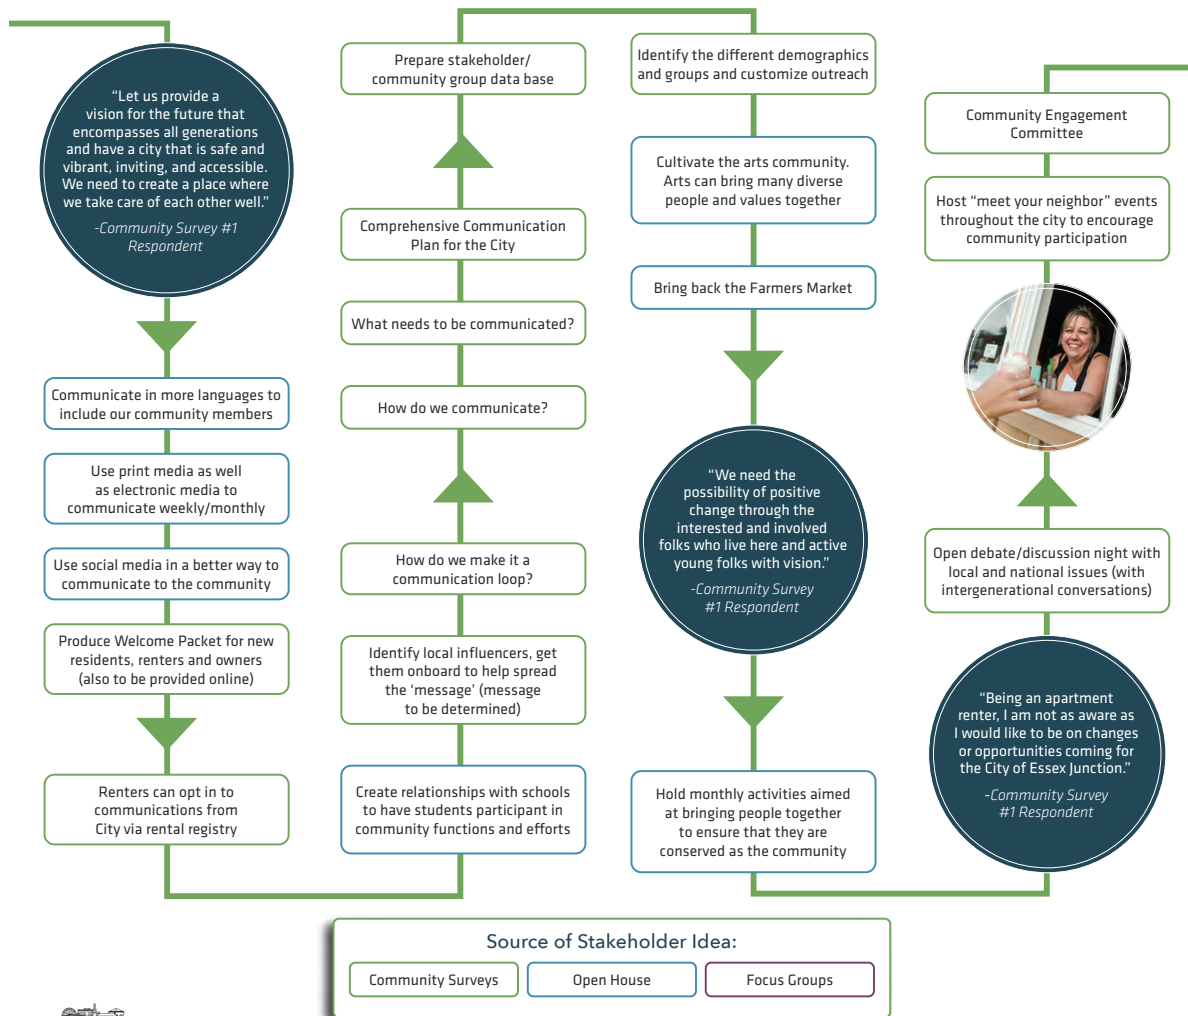 “Let us provide a
vision for the future that
encompasses all generations
and have a city that is safe and
vibrant, inviting, and accessible.
We need to create a place where
we take care of each other well.”
-Community Survey #1
Respondent
Communicate in more languages to
include our community members
Use print media as well
as electronic media to
communicate weekly/monthly
Use social media in a better way to
communicate to the community
Produce Welcome Packet for new
residents, renters and owners
(also to be provided online)
Renters can opt in to
communications from
City via rental registry
Prepare stakeholder/
community group data base
Comprehensive Communication
Plan for the City
What needs to be communicated?
How do we communicate?
How do we make it a
communication loop?
Identify local influencers, get
them onboard to help spread
the ‘message’ (message
to be determined)
Create relationships with schools
to have students participant in
community functions and efforts
Identify the different demographics
and groups and customize outreach
Cultivate the arts community.
Arts can bring many diverse
people and values together
Bring back the Farmers Market
“We need the
possibility of positive
change through the
interested and involved
folks who live here and active
young folks with vision.”
-Community Survey
#1 Respondent
Hold monthly activities aimed
at bringing people together
to ensure that they are
conserved as the community
Community Engagement
Committee
Host “meet your neighbor” events
throughout the city to encourage
community participation
Open debate/discussion night with
local and national issues (with
intergenerational conversations)
“Being an apartment
renter, I am not as aware as
I would like to be on changes
or opportunities coming for
the City of Essex Junction.”
-Community Survey
#1 Respondent
Source of Stakeholder Idea:
Community Surveys
Open House
Focus Groups